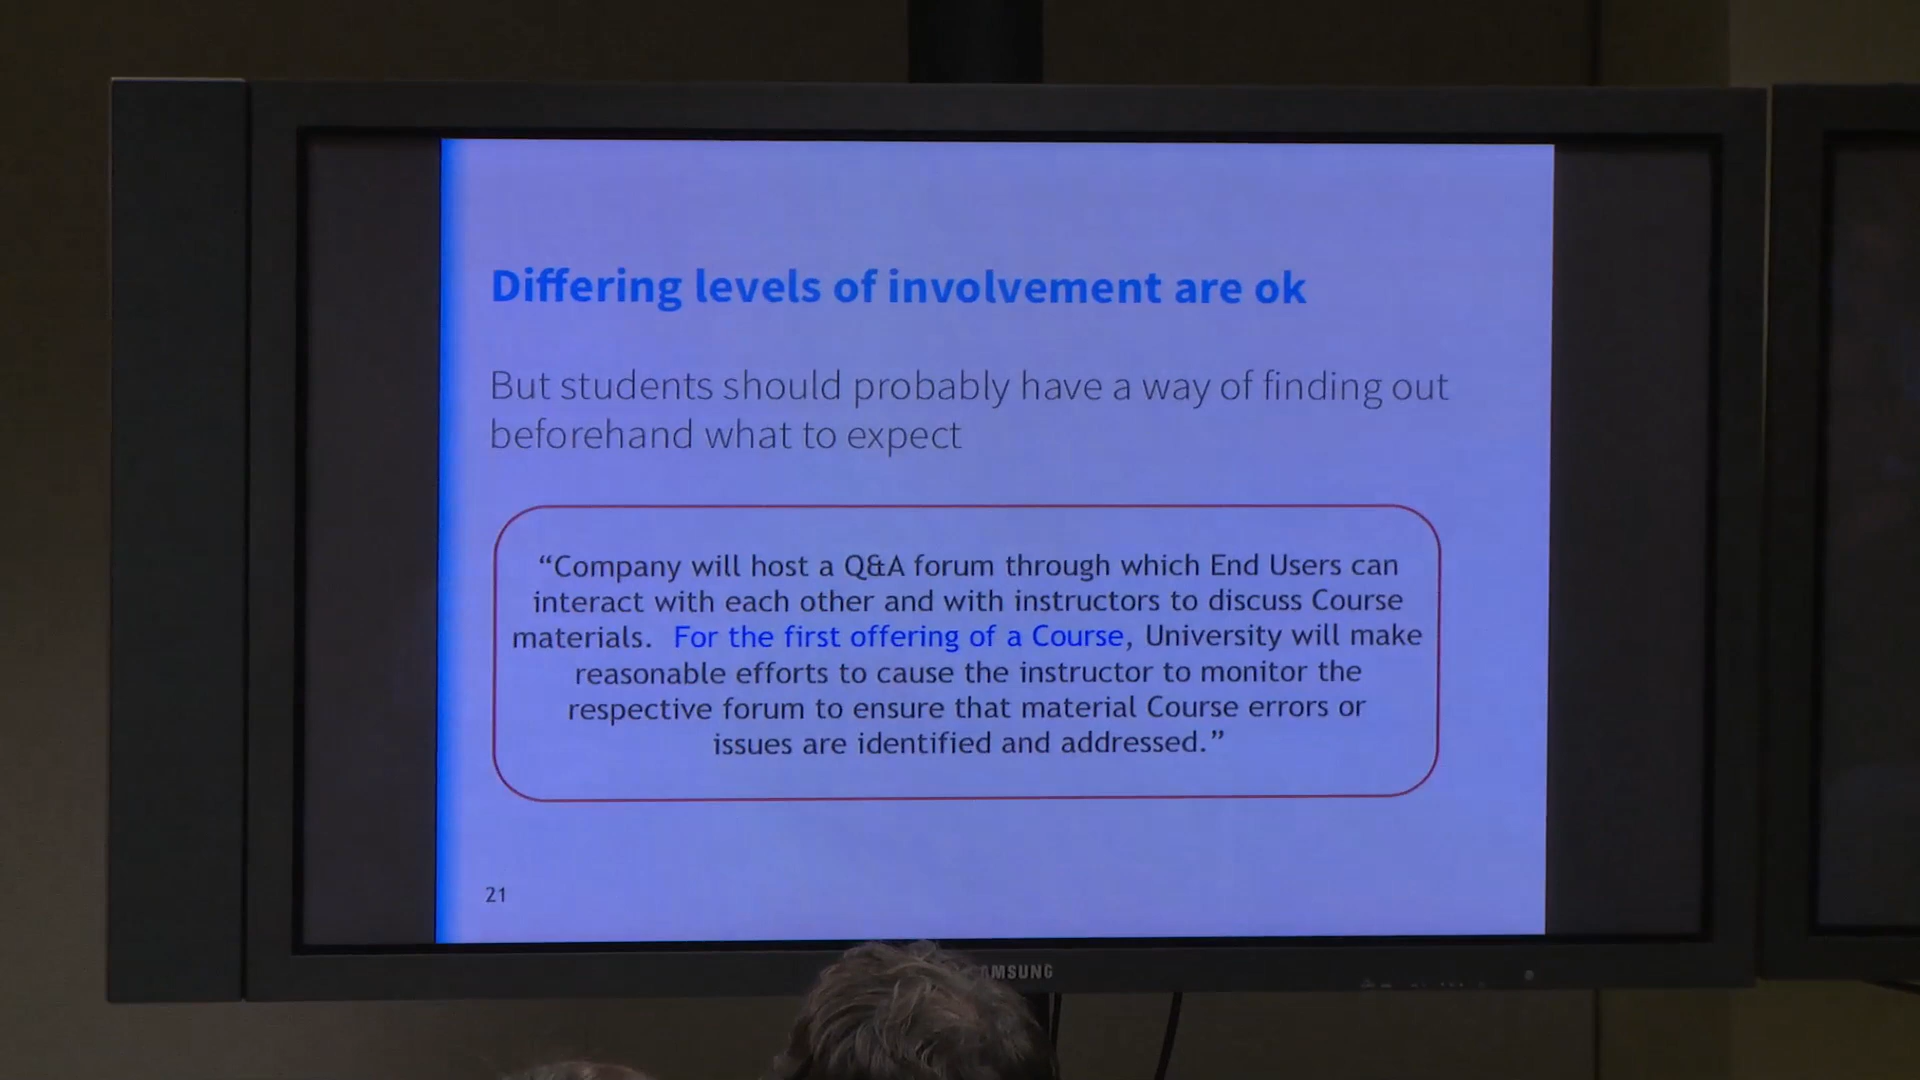 Differing levels of involvement are ok
But students should probably have a way of finding out
beforehand what to expect
“Company will host a Q&A forum through which End Users can
interact with each other and with instructors to discuss Course
materials. For the first offering of a Course, University will make
reasonable efforts to cause the instructor to monitor the
respective forum to ensure that material Course errors or
issues are identified and addressed.”
21